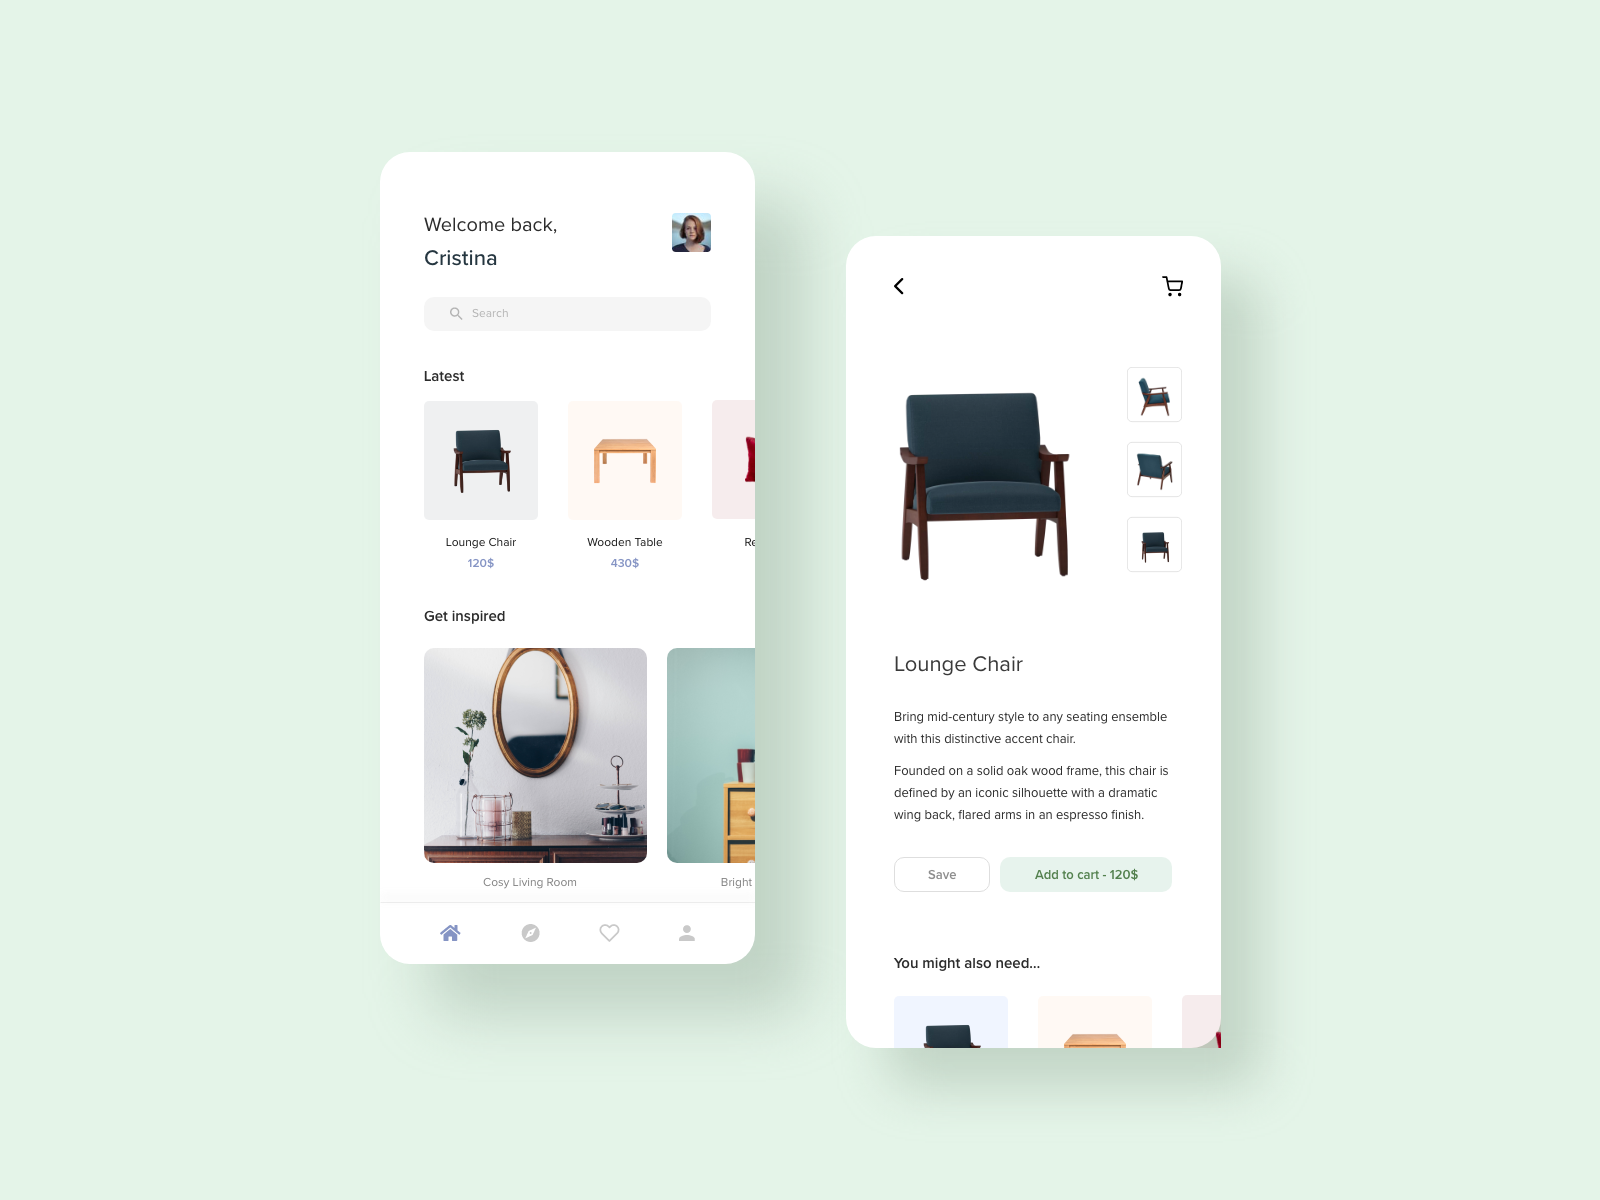 Welcome back,
Cristina
Search
Latest
Lounge Chair
Wooden Table
120$
430$
Get inspired
Cosy Living Room
Bright
Lounge Chair
Bring mid-century style to any seating ensemble
with this distinctive accent chair.
Founded on a solid oak wood frame, this chair is
defined by an iconic silhouette with a dramatic
wing back, flared arms in an espresso finish.
Save
Add to cart - 120$
You might also need...